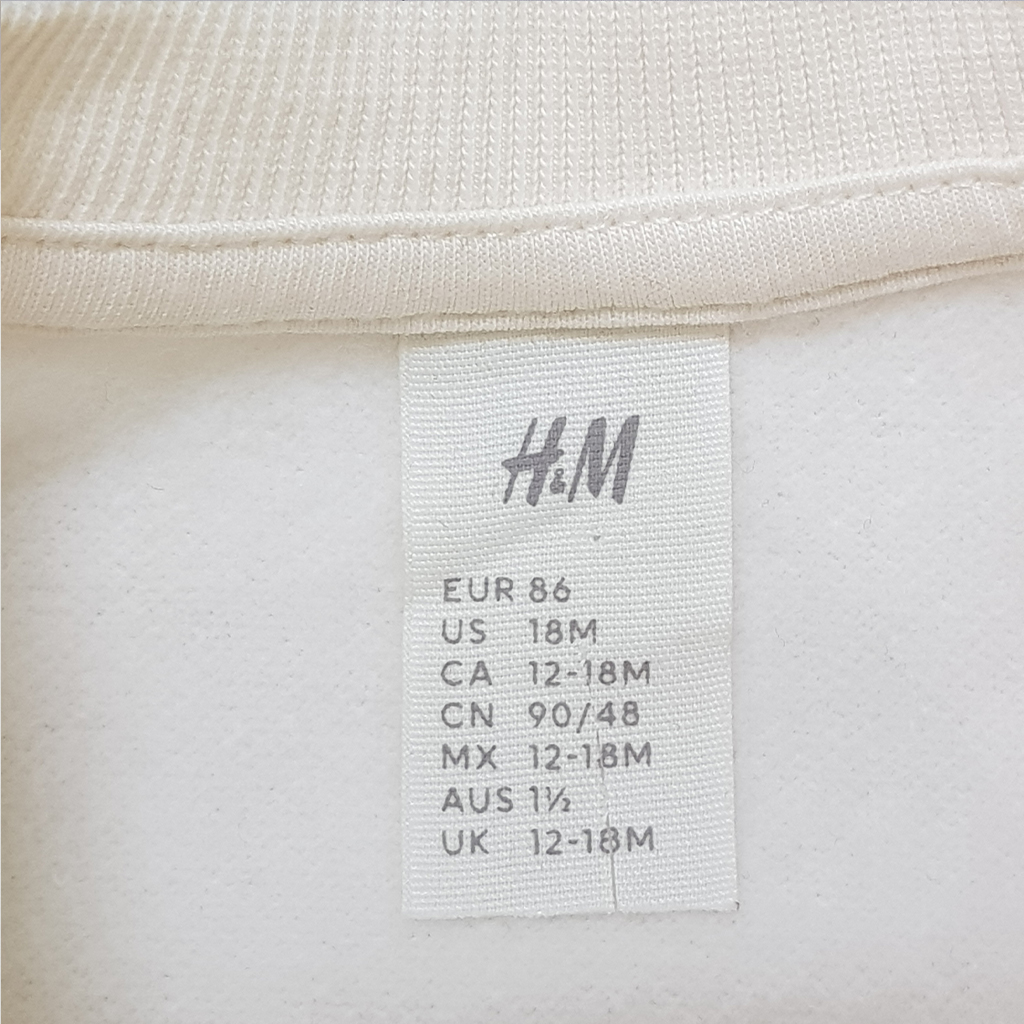 H&M
EUR 86
US 18M
CA 12-18M
CN 90/48
MX 12-18M
AUS 1½
UK 12-18M